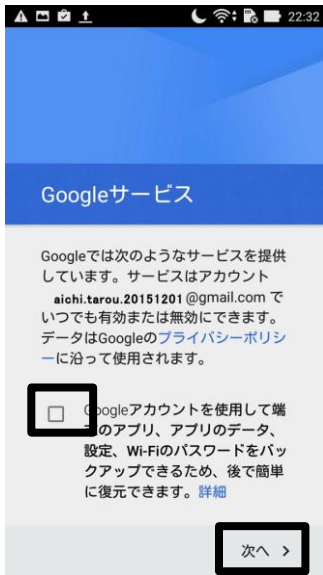 22:32
Googleサービス
Googleでは次のようなサービスを提供
しています。サービスはアカウント
aichi.tarou.20151201@gmail.com で
いつでも有効または無効にできます。
データはGoogleのプライバシーポリシ
ーに沿って使用されます。
Googleアカウントを使用して端
のアプリ、アプリのデータ、
設定、Wi-Fiのパスワードをバッ
クアップできるため、後で簡単
に復元できます。詳細
次へ